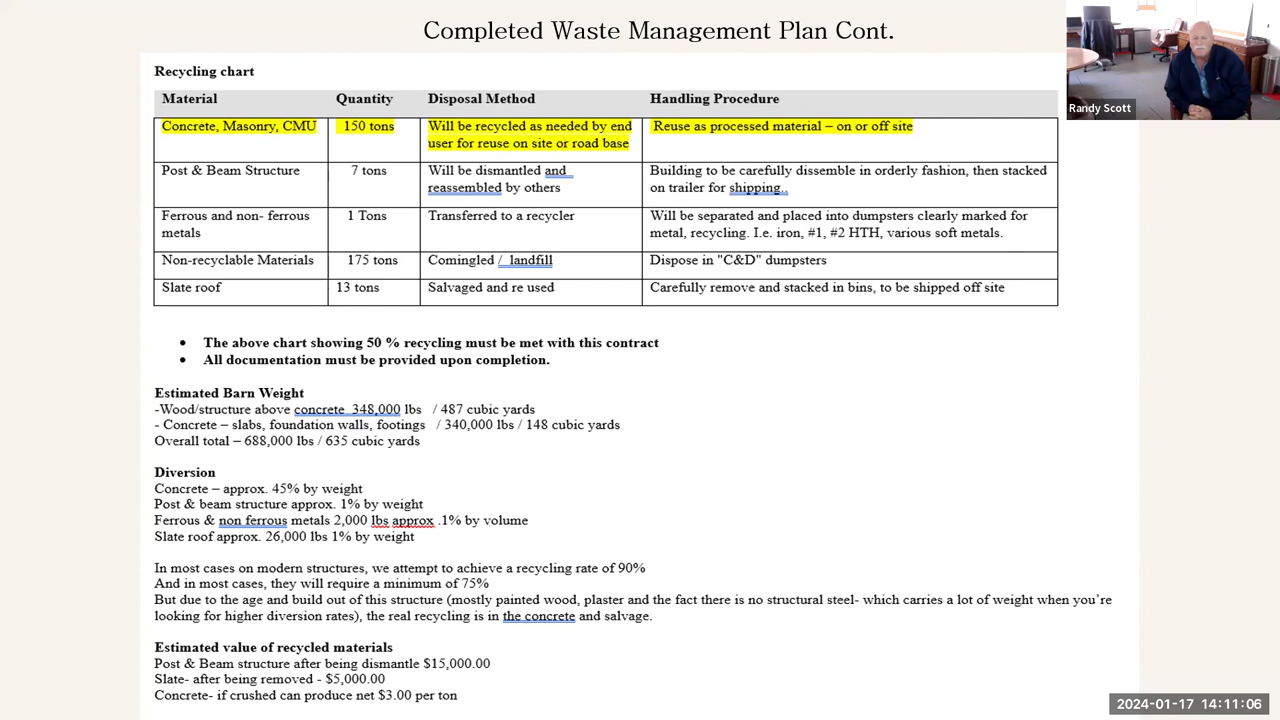 Completed Waste Management Plan Cont.
Randy Scott
Recycling chart
Material Quantity Disposal Method Handling Procedure
Concrete, Masonry, CMU 150 tons Will be recycled as needed by end Reuse as processed material – on or off site
user for reuse on site or road base
Post & Beam Structure 7 tons Will be dismantled and Building to be carefully dissemble in orderly fashion, then stacked
reassembled by others on trailer for shipping..
Ferrous and non- ferrous 1 Tons Transferred to a recycler Will be separated and placed into dumpsters clearly marked for
metals metal, recycling. I.e. iron, #1, #2 HTH, various soft metals.
Non-recyclable Materials 175 tons Comingled / landfill Dispose in "C&D" dumpsters
Slate roof 13 tons Salvaged and re used Carefully remove and stacked in bins, to be shipped off site
• The above chart showing 50 % recycling must be met with this contract
• All documentation must be provided upon completion.
Estimated Barn Weight
-Wood/structure above concrete 348,000 lbs / 487 cubic yards
- Concrete – slabs, foundation walls, footings / 340,000 lbs / 148 cubic yards
Overall total – 688,000 lbs / 635 cubic yards
Diversion
Concrete – approx. 45% by weight
Post & beam structure approx. 1% by weight
Ferrous & non ferrous metals 2,000 lbs approx .1% by volume
Slate roof approx. 26,000 lbs 1% by weight
In most cases on modern structures, we attempt to achieve a recycling rate of 90%
And in most cases, they will require a minimum of 75%
But due to the age and build out of this structure (mostly painted wood, plaster and the fact there is no structural steel- which carries a lot of weight when you're
looking for higher diversion rates), the real recycling is in the concrete and salvage.
Estimated value of recycled materials
Post & Beam structure after being dismantle $15,000.00
Slate- after being removed - $5,000.00
Concrete- if crushed can produce net $3.00 per ton
2024-01-17 14:11:06